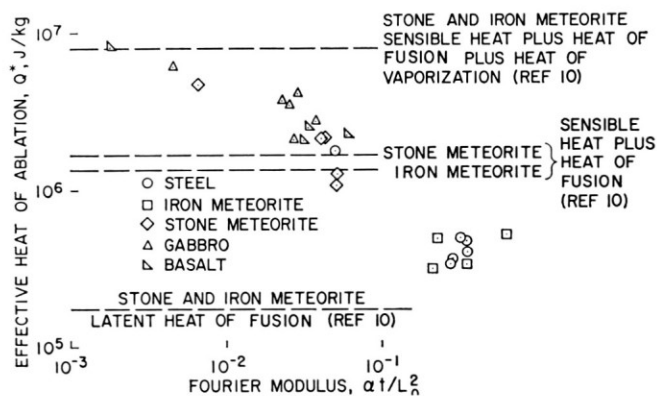 EFFECTIVE HEAT OF ABLATION, Q*, J/kg
10⁷
10⁶
10⁵
STONE AND IRON METEORITE
SENSIBLE HEAT PLUS HEAT OF
FUSION PLUS HEAT OF
VAPORIZATION (REF 10)
STONE METEORITE
IRON METEORITE
SENSIBLE
HEAT PLUS
HEAT OF
FUSION
(REF 10)
STEEL
IRON METEORITE
STONE METEORITE
GABBRO
BASALT
STONE AND IRON METEORITE
LATENT HEAT OF FUSION (REF 10)
10⁻³
10⁻²
10⁻¹
FOURIER MODULUS, αt/L₀²